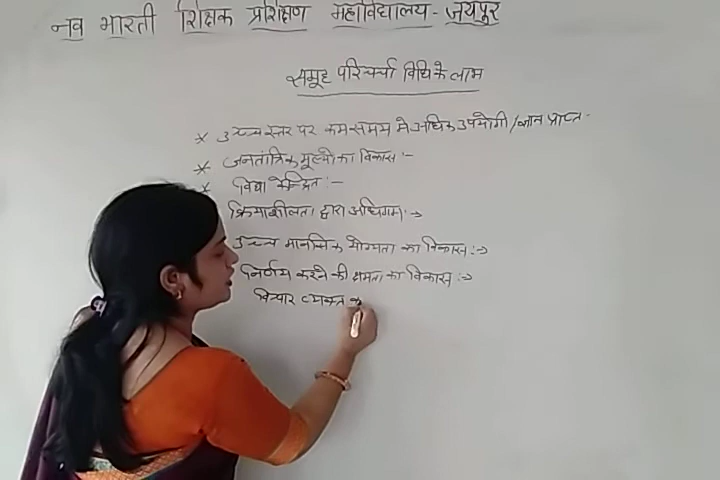 नव भारती शिक्षक प्रशिक्षण महाविद्यालय - जयपुर
समूह परिचर्चा विधि के लाभ
* उच्च स्तर पर कम समय मे अधिक उपयोगी / ज्ञान प्राप्त -
* जनतांत्रिक मूल्यो का विकास :-
* विद्या केन्द्रित :-
क्रियाशीलता द्वारा अधिगम :->
उच्च मानसिक योग्यता का विकास :->
निर्णय करने की क्षमता का विकास :->
विचार व्यक्त क